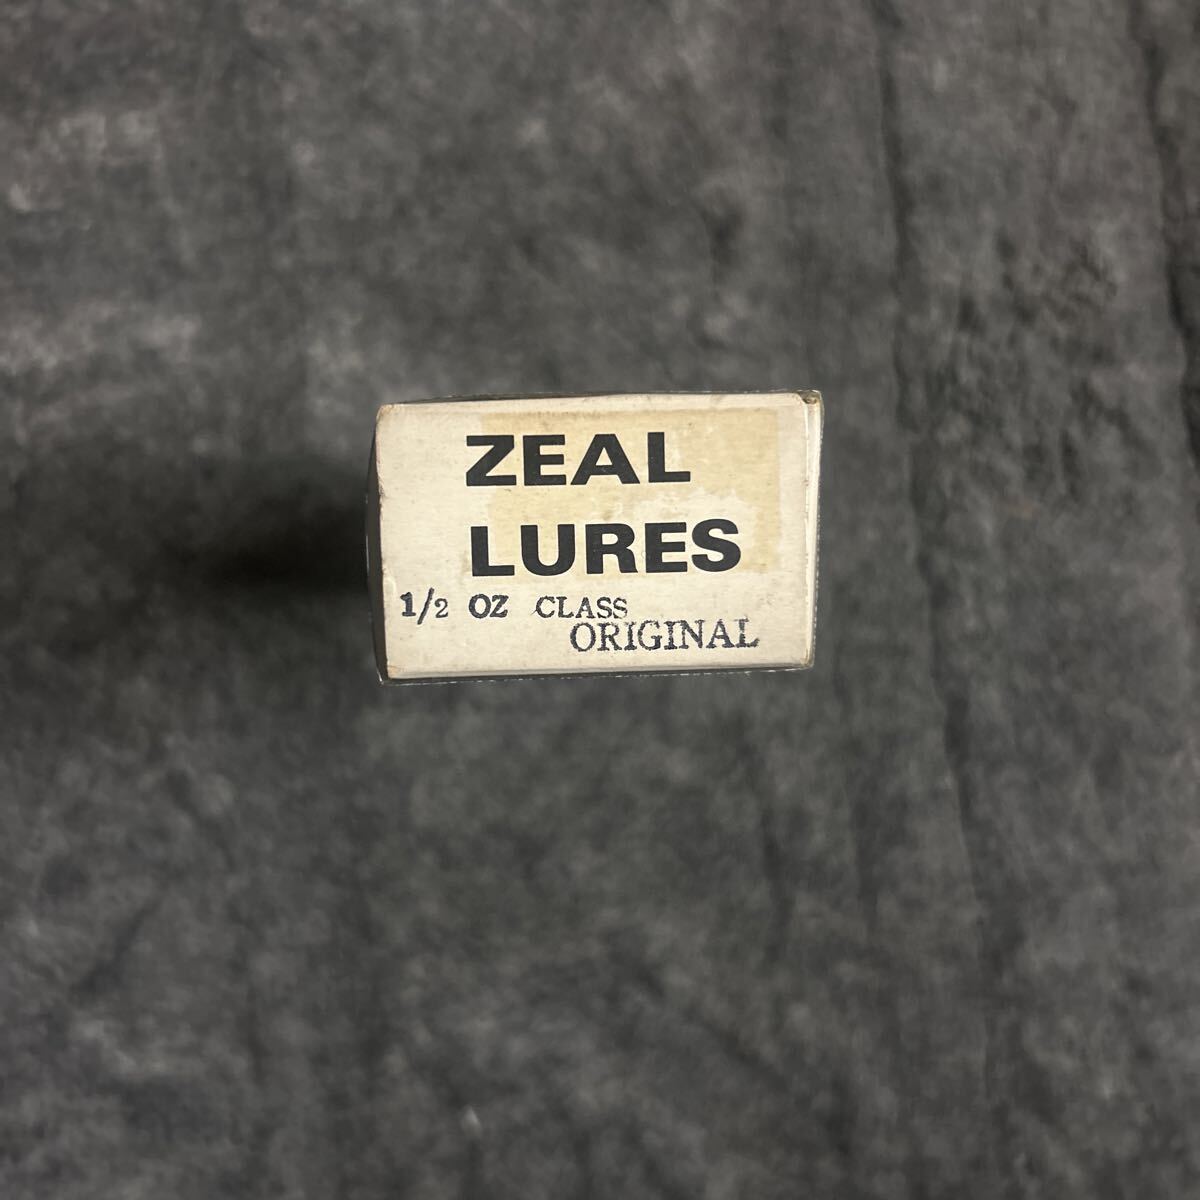 ZEAL
LURES
1/2 OZ CLASS
ORIGINAL